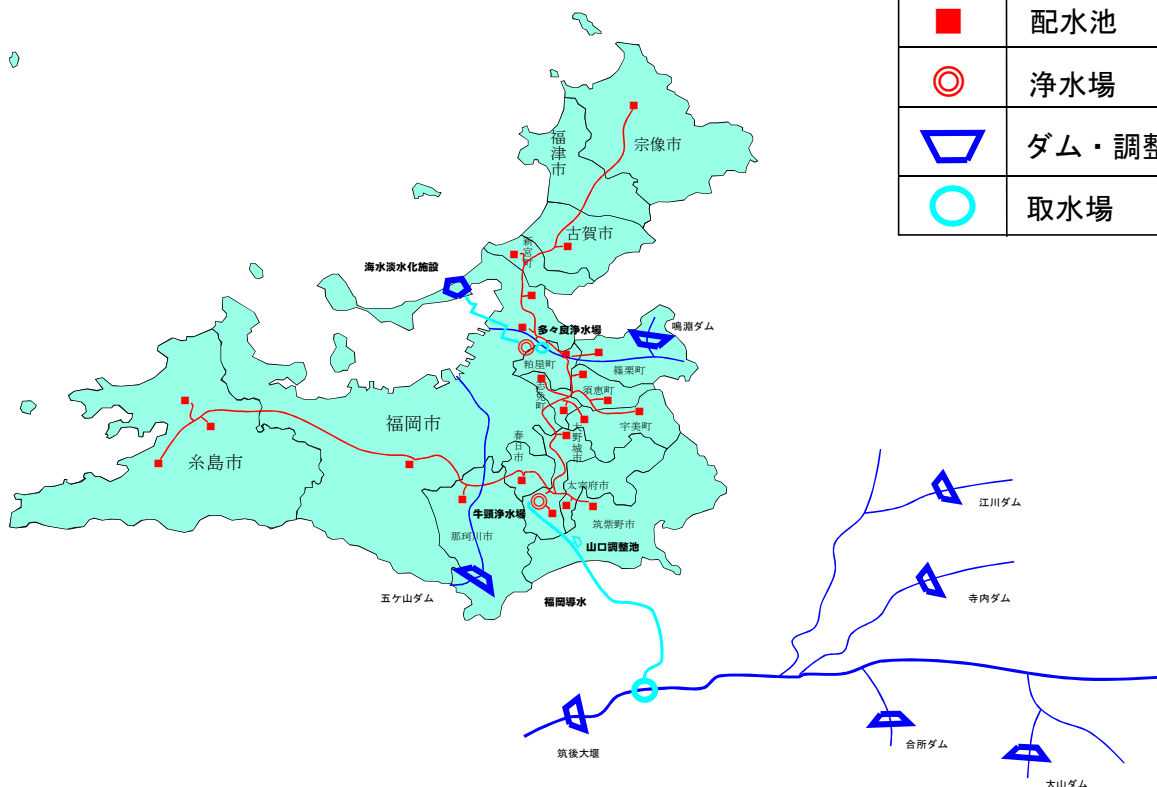 配水池
浄水場
ダム・調整
取水場
宗像市
福津市
古賀市
新宮町
海水淡水化施設
多々良浄水場
鳴淵ダム
粕屋町
篠栗町
志免町
須恵町
宇美町
福岡市
糸島市
春日市
大野城市
太宰府市
筑紫野市
牛頸浄水場
那珂川市
山口調整池
五ケ山ダム
福岡導水
江川ダム
寺内ダム
筑後大堰
合所ダム
大山ダム